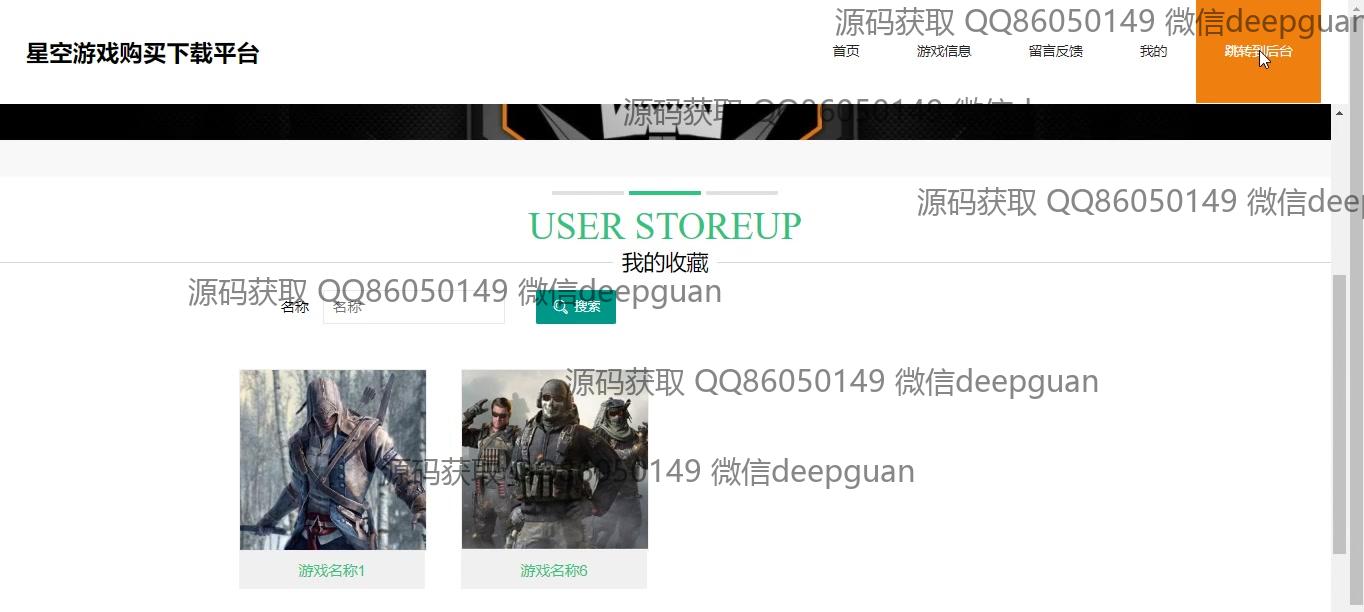 源码获取 QQ86050149 微信deepguan
星空游戏购买下载平台
首页 游戏信息 留言反馈 我的 跳转到后台
源码获取 QQ86050149 微信d
源码获取 QQ86050149 微信deep
USER STOREUP
我的收藏
源码获取 QQ86050149 微信deepguan
名称 名称 搜索
源码获取 QQ86050149 微信deepguan
源码获取 QQ86050149 微信deepguan
游戏名称1 游戏名称6